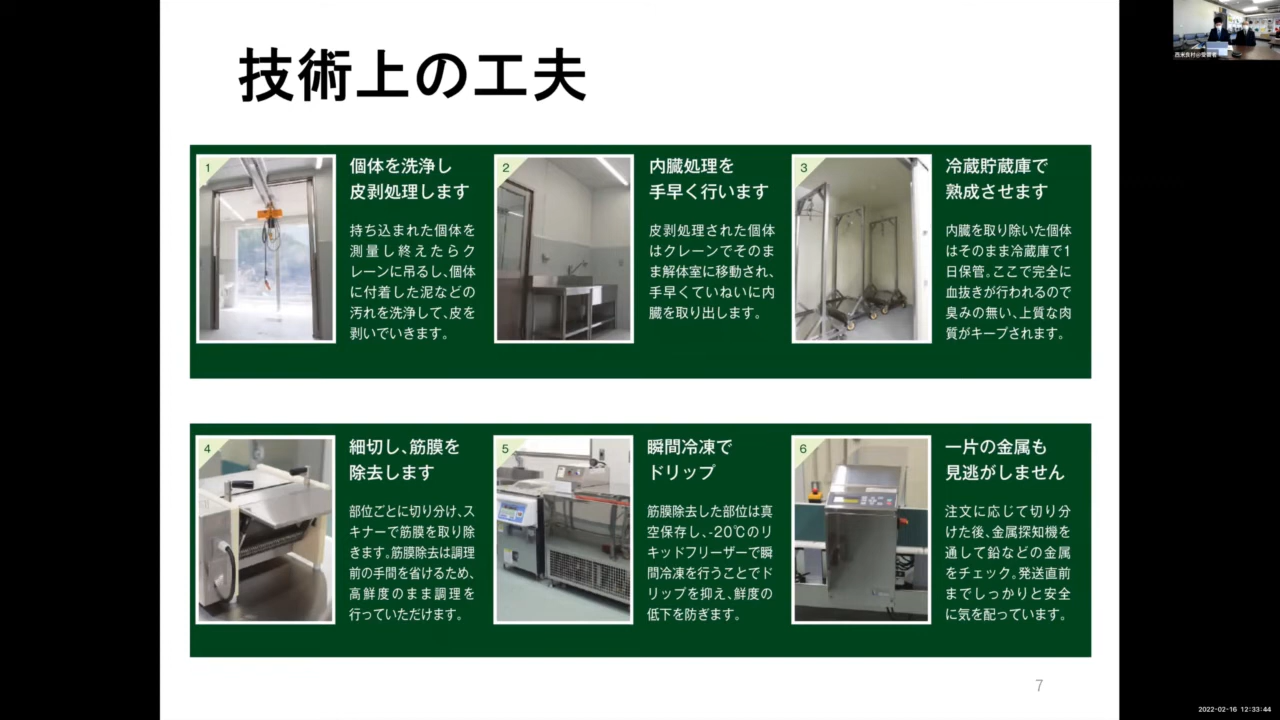 技術上の工夫
1
個体を洗浄し
皮剥処理します
持ち込まれた個体を
測量し終えたらク
レーンに吊るし、個体
に付着した泥などの
汚れを洗浄して、皮を
剥いでいきます。
2
内臓処理を
手早く行います
皮剥処理された個体
はクレーンでそのま
ま解体室に移動され、
手早くていねいに内
臓を取り出します。
3
冷蔵貯蔵庫で
熟成させます
内臓を取り除いた個体
はそのまま冷蔵庫で1
日保管。ここで完全に
血抜きが行われるので
臭みの無い、上質な肉
質がキープされます。
4
細切し、筋膜を
除去します
部位ごとに切り分け、ス
キナーで筋膜を取り除
きます。筋膜除去は調理
前の手間を省けるため、
高鮮度のまま調理を
行っていただけます。
5
瞬間冷凍で
ドリップ
筋膜除去した部位は真
空保存し、-20℃のリ
キッドフリーザーで瞬
間冷凍を行うことでド
リップを抑え、鮮度の
低下を防ぎます。
6
一片の金属も
見逃がしません
注文に応じて切り分
けた後、金属探知機を
通して鉛などの金属
をチェック。発送直前
までしっかりと安全
に気を配っています。
7
2022-02-16 12:33:44